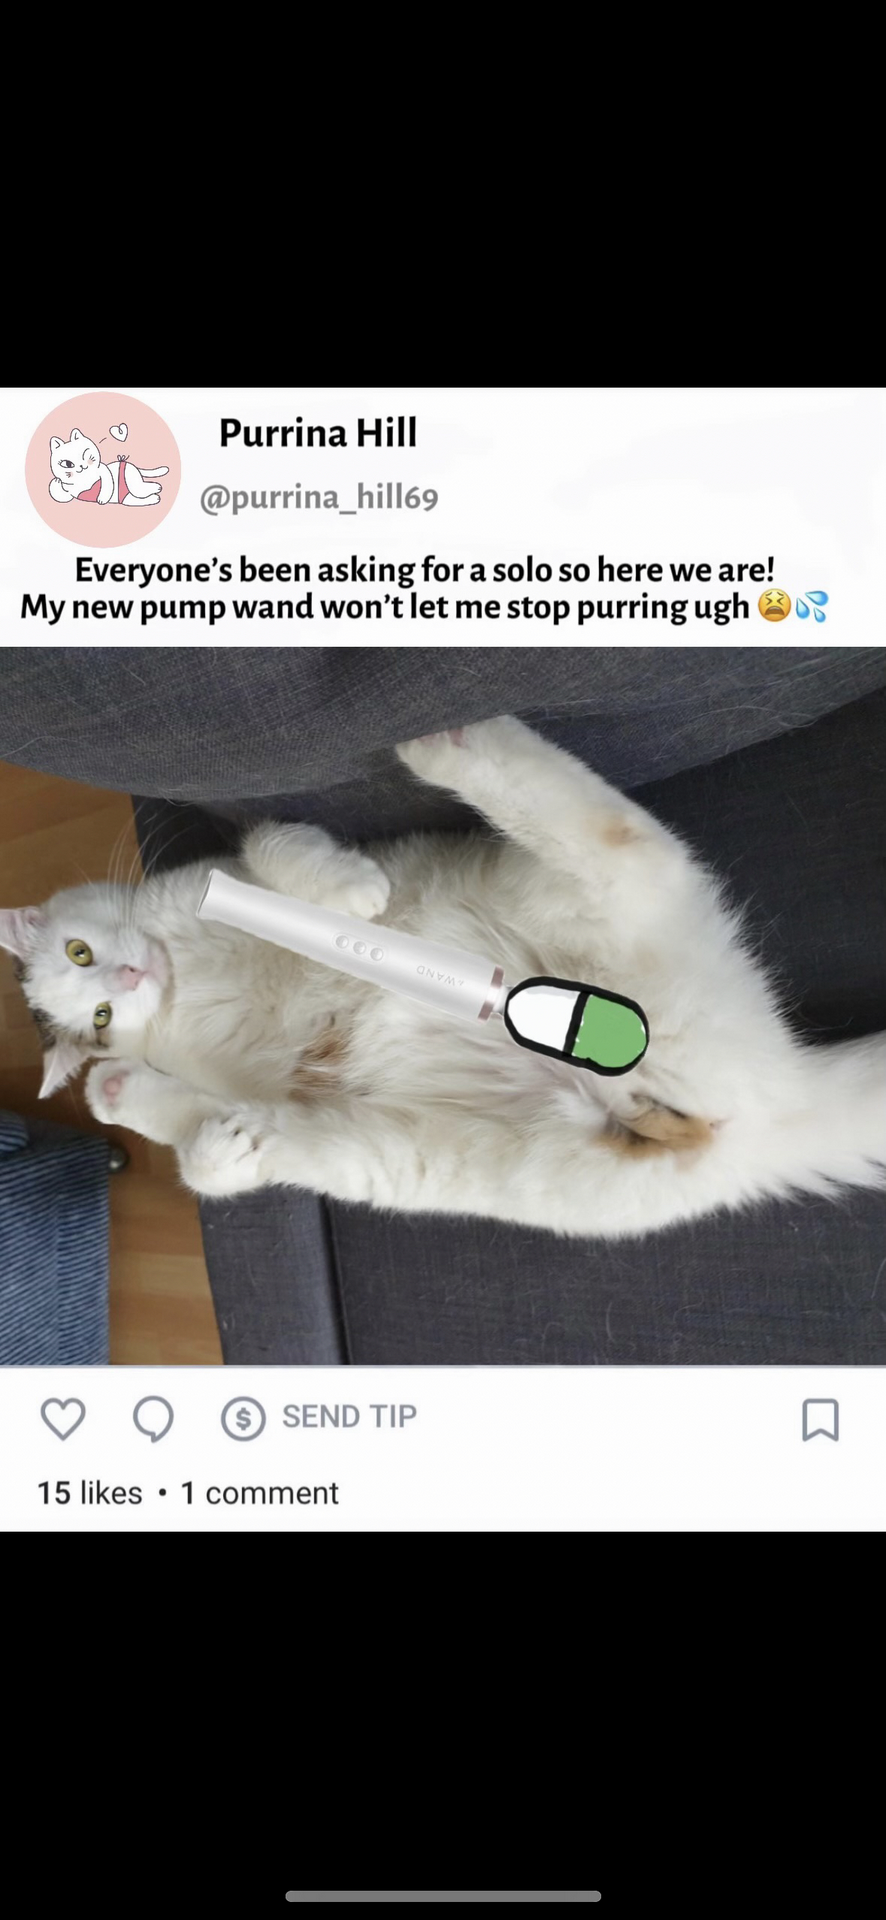 Purrina Hill
@purrina_hill69
Everyone’s been asking for a solo so here we are!
My new pump wand won’t let me stop purring ugh 😫💦
WAND
$ SEND TIP
15 likes • 1 comment